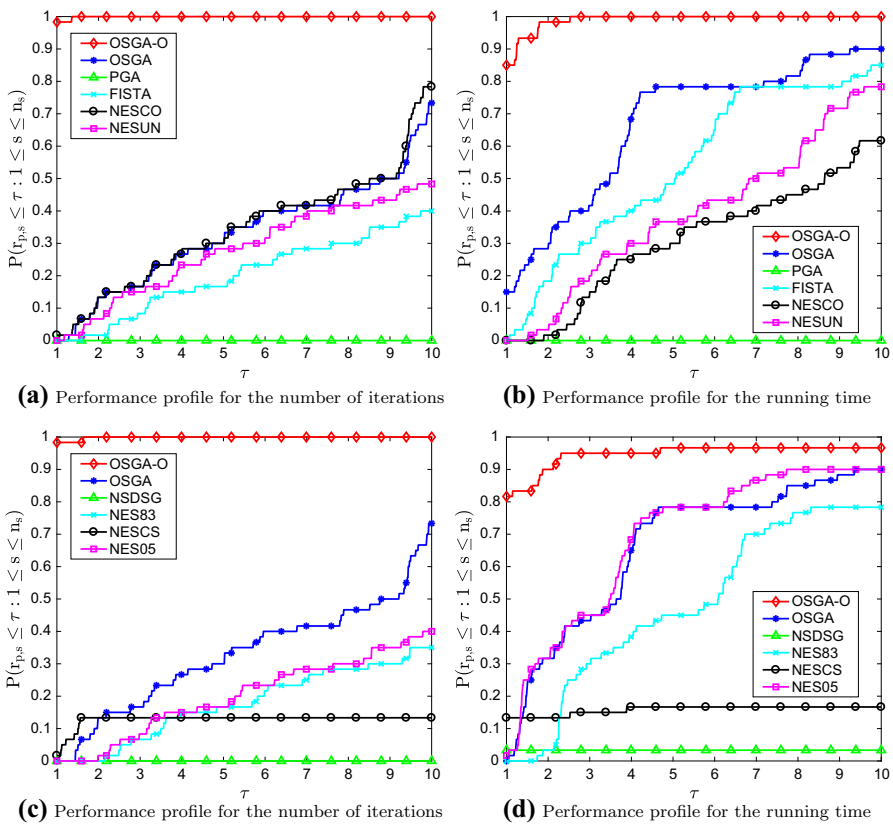 1
0.9
0.8
0.7
0.6
0.5
0.4
0.3
0.2
0.1
0
P(r_{p,s} ≤ τ : 1 ≤ s ≤ n_s)
OSGA-O
OSGA
PGA
FISTA
NESCO
NESUN
1 2 3 4 5 6 7 8 9 10
τ
(a) Performance profile for the number of iterations
1
0.9
0.8
0.7
0.6
0.5
0.4
0.3
0.2
0.1
0
P(r_{p,s} ≤ τ : 1 ≤ s ≤ n_s)
OSGA-O
OSGA
PGA
FISTA
NESCO
NESUN
1 2 3 4 5 6 7 8 9 10
τ
(b) Performance profile for the running time
1
0.9
0.8
0.7
0.6
0.5
0.4
0.3
0.2
0.1
0
P(r_{p,s} ≤ τ : 1 ≤ s ≤ n_s)
OSGA-O
OSGA
NSDSG
NES83
NESCS
NES05
1 2 3 4 5 6 7 8 9 10
τ
(c) Performance profile for the number of iterations
1
0.9
0.8
0.7
0.6
0.5
0.4
0.3
0.2
0.1
0
P(r_{p,s} ≤ τ : 1 ≤ s ≤ n_s)
OSGA-O
OSGA
NSDSG
NES83
NESCS
NES05
1 2 3 4 5 6 7 8 9 10
τ
(d) Performance profile for the running time